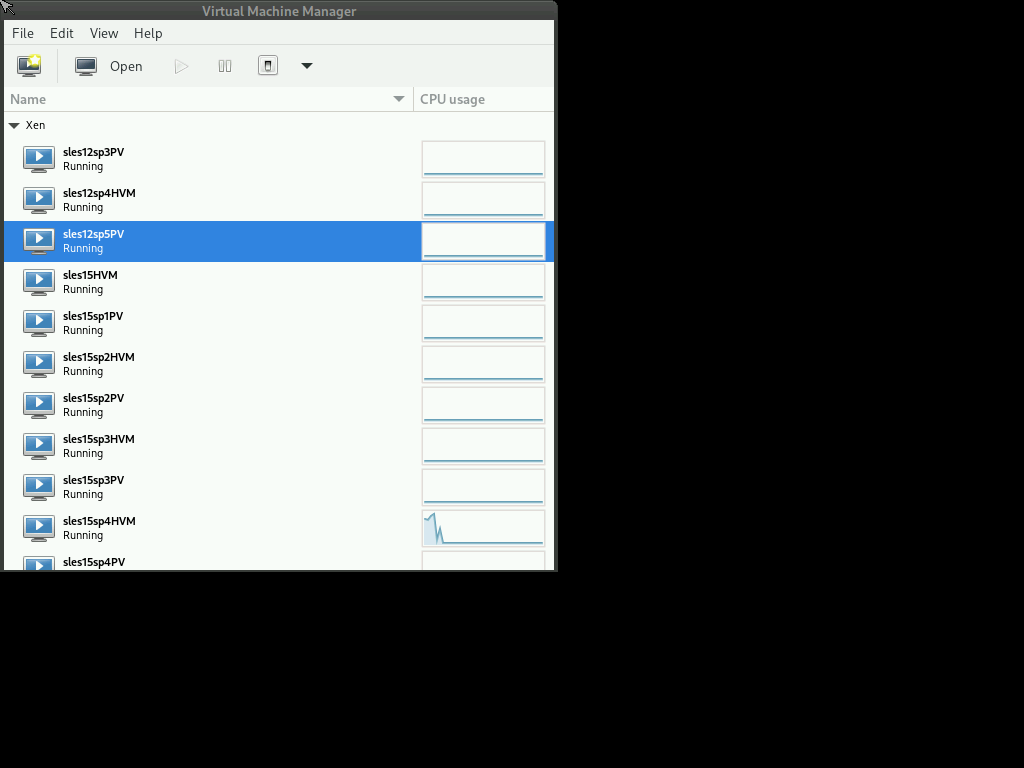 Virtual Machine Manager
File Edit View Help
Open
Name CPU usage
Xen
sles12sp3PV
Running
sles12sp4HVM
Running
sles12sp5PV
Running
sles15HVM
Running
sles15sp1PV
Running
sles15sp2HVM
Running
sles15sp2PV
Running
sles15sp3HVM
Running
sles15sp3PV
Running
sles15sp4HVM
Running
sles15sp4PV